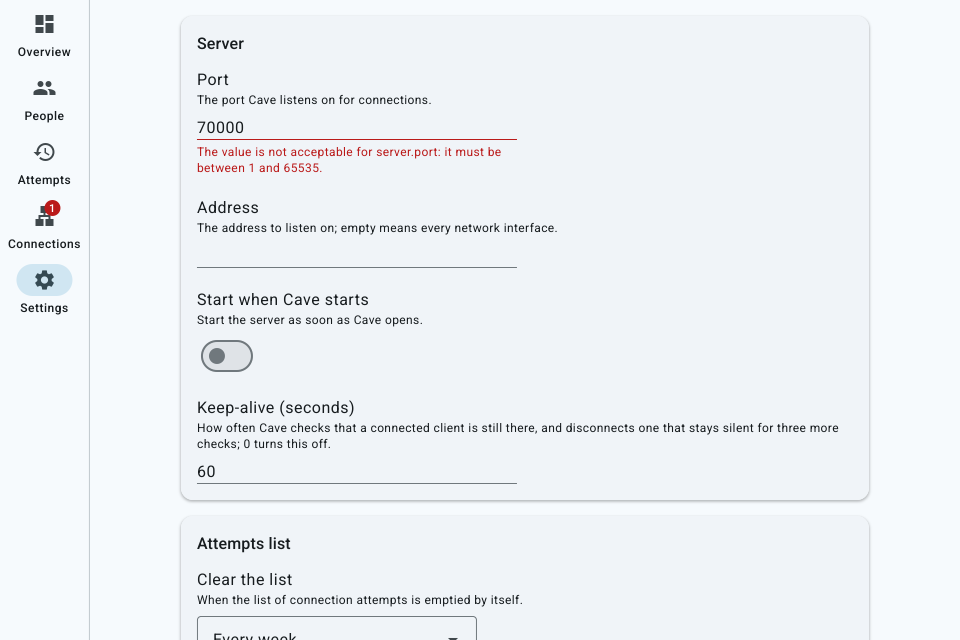 Overview
People
Attempts
1
Connections
Settings
Server
Port
The port Cave listens on for connections.
70000
The value is not acceptable for server.port: it must be
between 1 and 65535.
Address
The address to listen on; empty means every network interface.
Start when Cave starts
Start the server as soon as Cave opens.
Keep-alive (seconds)
How often Cave checks that a connected client is still there, and disconnects one that stays silent for three more
checks; 0 turns this off.
60
Attempts list
Clear the list
When the list of connection attempts is emptied by itself.
Every week